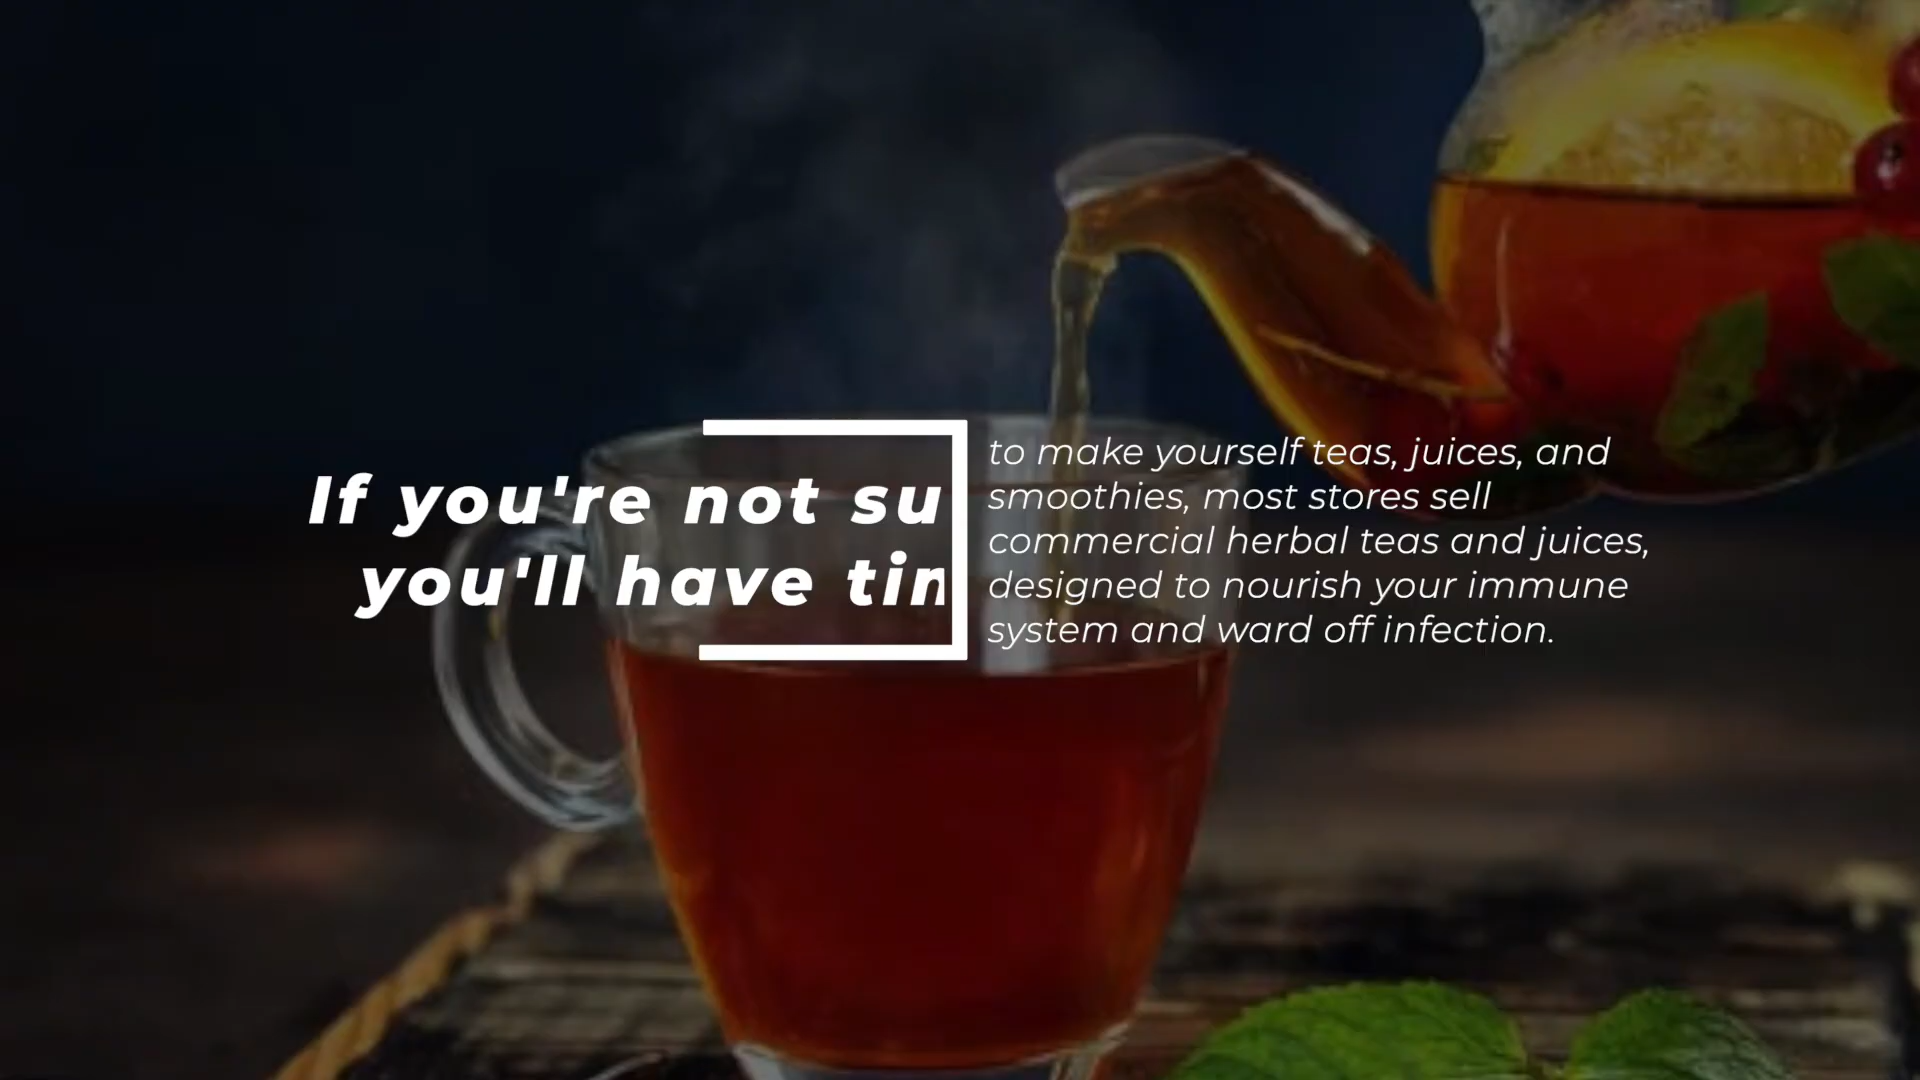 If you're not su
you'll have tin
to make yourself teas, juices, and
smoothies, most stores sell
commercial herbal teas and juices,
designed to nourish your immune
system and ward off infection.